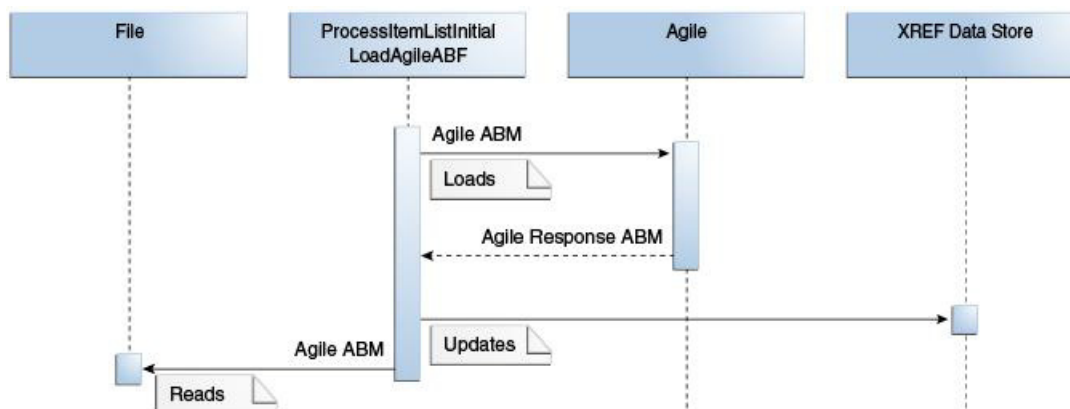 File
ProcessItemListInitial
LoadAgileABF
Agile
XREF Data Store
Agile ABM
Loads
Agile Response ABM
Updates
Agile ABM
Reads